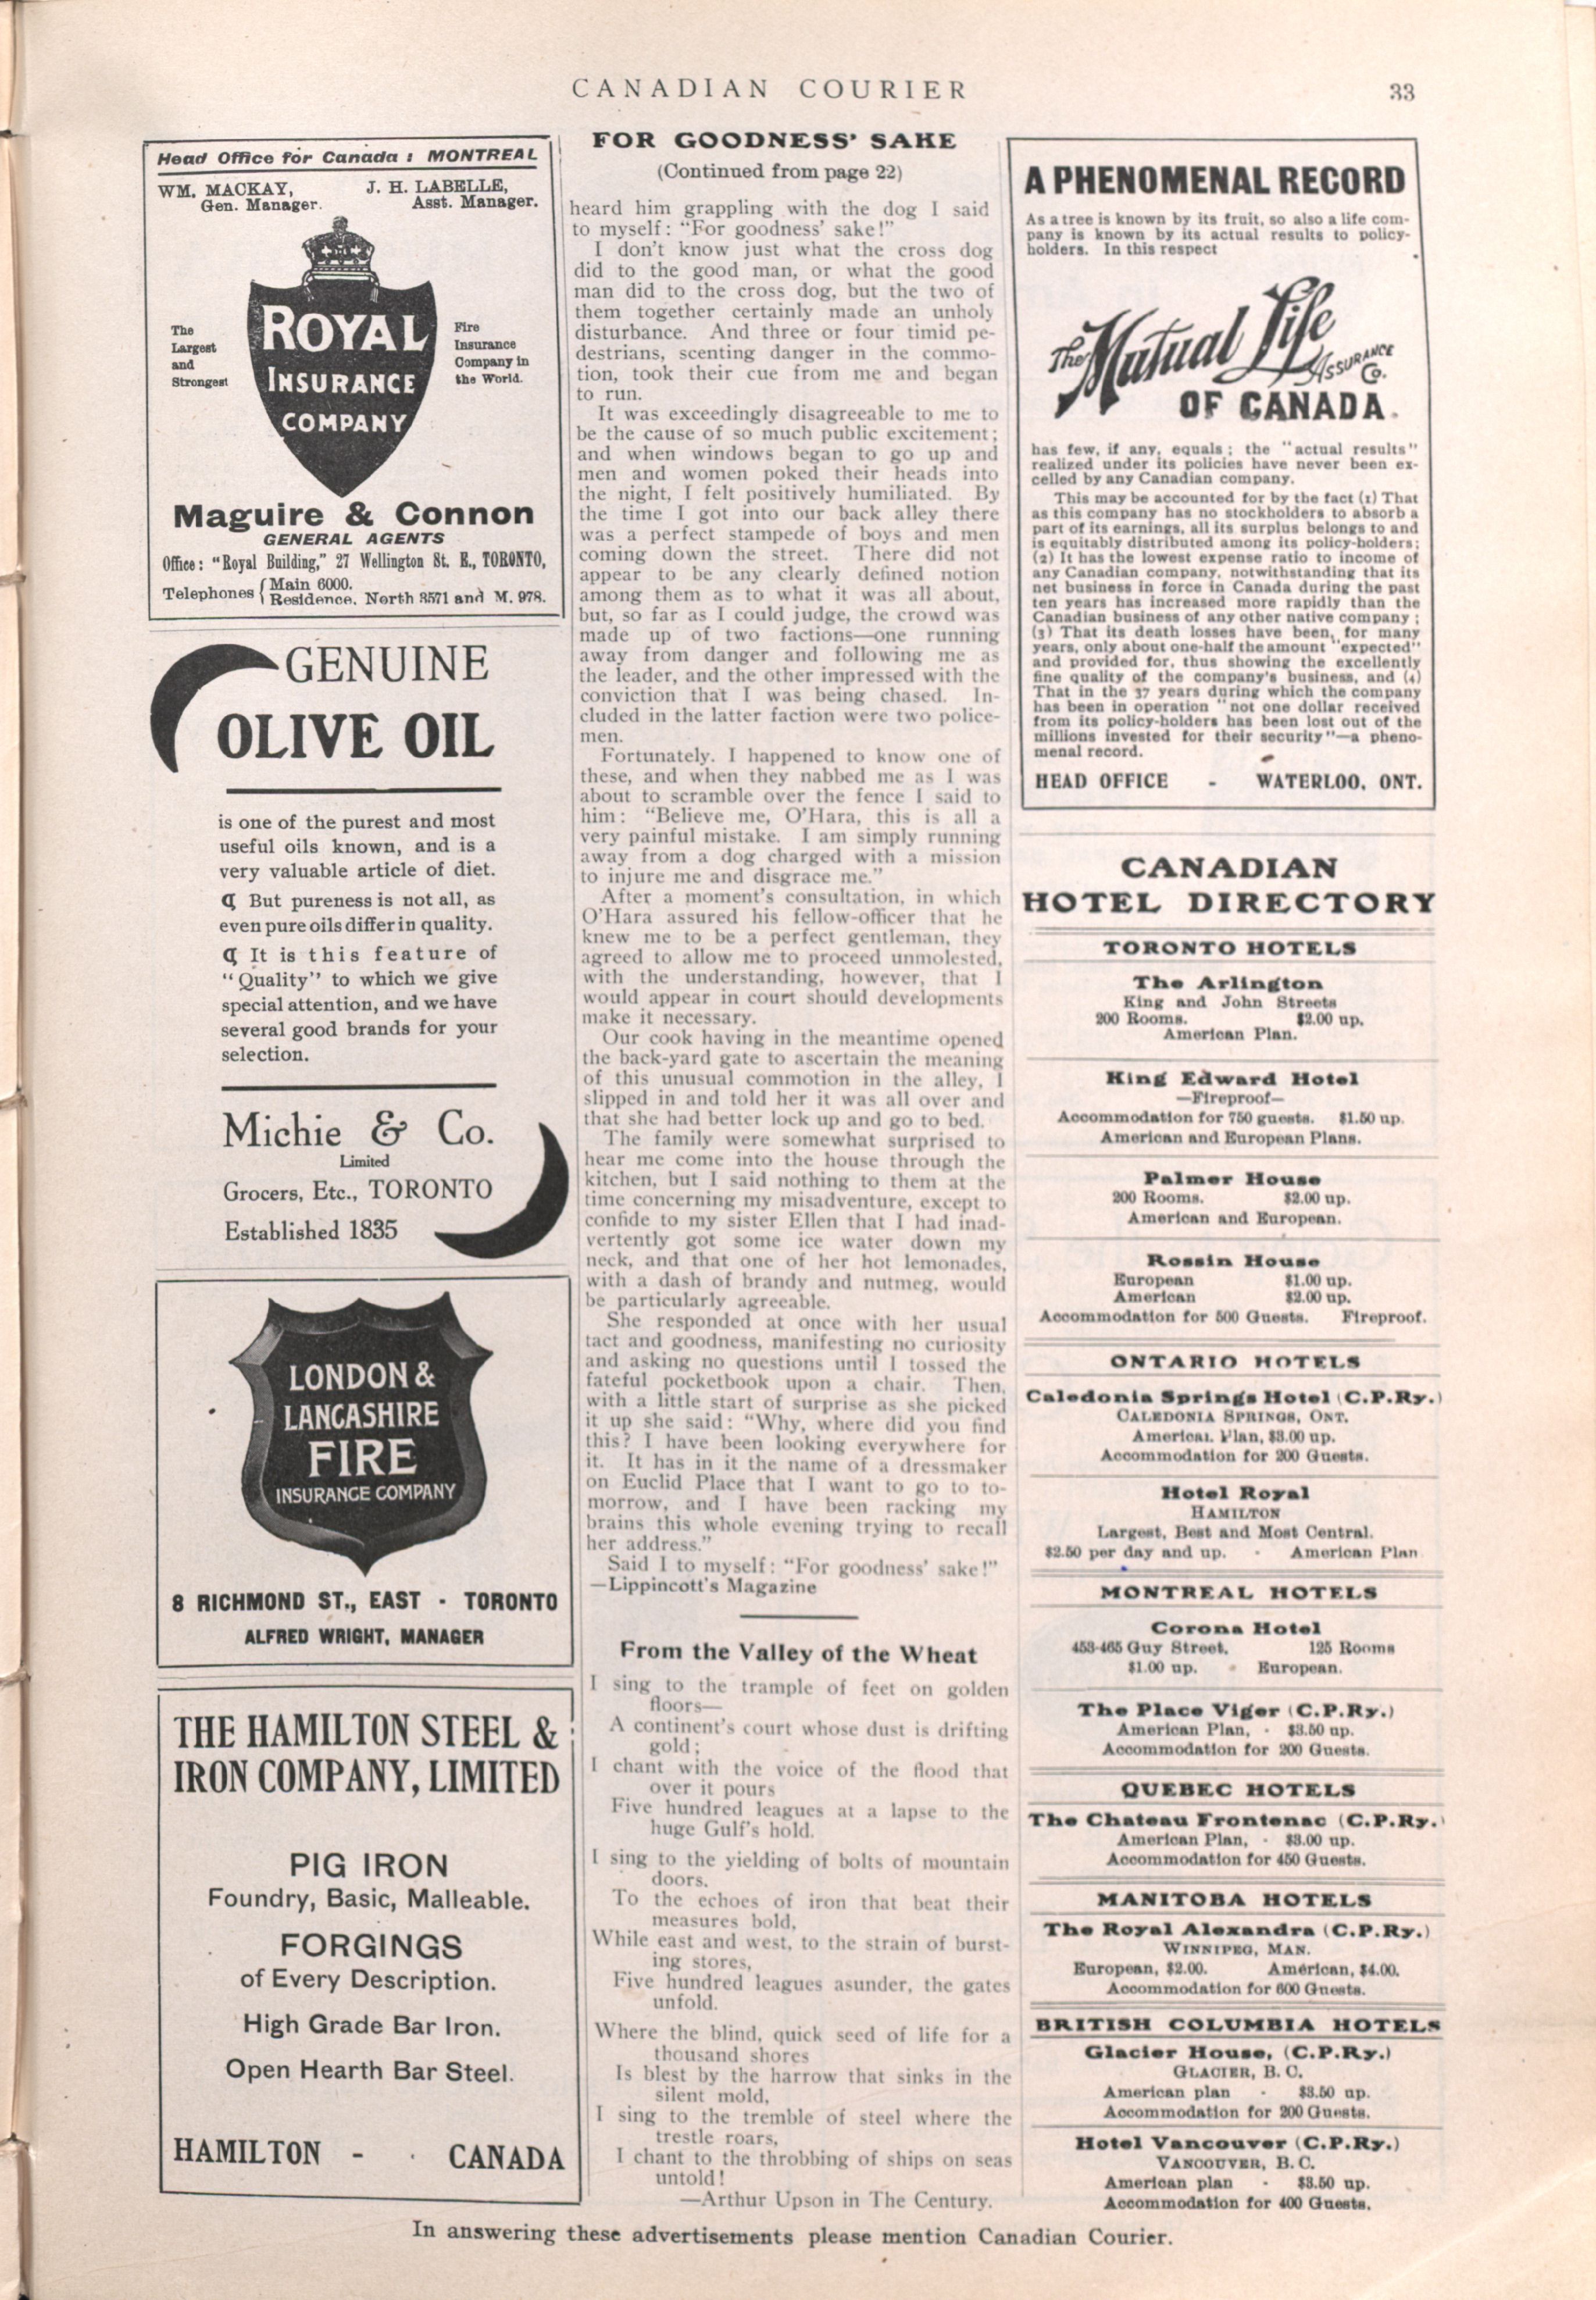 CANADIAN COURIER
33
Head Office for Canada : MONTREAL
WM. MACKAY,
Gen. Manager.
J. H. LABELLE,
Asst. Manager.
The
Largest
and
Strongest
ROYAL
INSURANCE
COMPANY
Fire
Insurance
Company in
the World.
Maguire & Connon
GENERAL AGENTS
Office: "Royal Building," 27 Wellington St. E., TORONTO,
Telephones { Main 6000.
Residence, North 3571 and M. 978.
GENUINE
OLIVE OIL
is one of the purest and most
useful oils known, and is a
very valuable article of diet.
¶ But pureness is not all, as
even pure oils differ in quality.
¶ It is this feature of
"Quality" to which we give
special attention, and we have
several good brands for your
selection.
Michie & Co.
Limited
Grocers, Etc., TORONTO
Established 1835
LONDON &
LANCASHIRE
FIRE
INSURANCE COMPANY
8 RICHMOND ST., EAST - TORONTO
ALFRED WRIGHT, MANAGER
THE HAMILTON STEEL &
IRON COMPANY, LIMITED
PIG IRON
Foundry, Basic, Malleable.
FORGINGS
of Every Description.
High Grade Bar Iron.
Open Hearth Bar Steel.
HAMILTON - CANADA
FOR GOODNESS' SAKE
(Continued from page 22)
heard him grappling with the dog I said
to myself: "For goodness' sake!"
I don't know just what the cross dog
did to the good man, or what the good
man did to the cross dog, but the two of
them together certainly made an unholy
disturbance. And three or four timid pe-
destrians, scenting danger in the commo-
tion, took their cue from me and began
to run.
It was exceedingly disagreeable to me to
be the cause of so much public excitement;
and when windows began to go up and
men and women poked their heads into
the night, I felt positively humiliated. By
the time I got into our back alley there
was a perfect stampede of boys and men
coming down the street. There did not
appear to be any clearly defined notion
among them as to what it was all about,
but, so far as I could judge, the crowd was
made up of two factions—one running
away from danger and following me as
the leader, and the other impressed with the
conviction that I was being chased. In-
cluded in the latter faction were two police-
men.
Fortunately. I happened to know one of
these, and when they nabbed me as I was
about to scramble over the fence I said to
him: "Believe me, O'Hara, this is all a
very painful mistake. I am simply running
away from a dog charged with a mission
to injure me and disgrace me."
After a moment's consultation, in which
O'Hara assured his fellow-officer that he
knew me to be a perfect gentleman, they
agreed to allow me to proceed unmolested,
with the understanding, however, that I
would appear in court should developments
make it necessary.
Our cook having in the meantime opened
the back-yard gate to ascertain the meaning
of this unusual commotion in the alley, I
slipped in and told her it was all over and
that she had better lock up and go to bed.
The family were somewhat surprised to
hear me come into the house through the
kitchen, but I said nothing to them at the
time concerning my misadventure, except to
confide to my sister Ellen that I had inad-
vertently got some ice water down my
neck, and that one of her hot lemonades,
with a dash of brandy and nutmeg, would
be particularly agreeable.
She responded at once with her usual
tact and goodness, manifesting no curiosity
and asking no questions until I tossed the
fateful pocketbook upon a chair. Then,
with a little start of surprise as she picked
it up she said: "Why, where did you find
this? I have been looking everywhere for
it. It has in it the name of a dressmaker
on Euclid Place that I want to go to to-
morrow, and I have been racking my
brains this whole evening trying to recall
her address."
Said I to myself: "For goodness' sake!"
—Lippincott's Magazine
From the Valley of the Wheat
I sing to the trample of feet on golden
floors—
A continent's court whose dust is drifting
gold;
I chant with the voice of the flood that
over it pours
Five hundred leagues at a lapse to the
huge Gulf's hold.
I sing to the yielding of bolts of mountain
doors.
To the echoes of iron that beat their
measures bold,
While east and west, to the strain of burst-
ing stores,
Five hundred leagues asunder, the gates
unfold.
Where the blind, quick seed of life for a
thousand shores
Is blest by the harrow that sinks in the
silent mold,
I sing to the tremble of steel where the
trestle roars,
I chant to the throbbing of ships on seas
untold!
—Arthur Upson in The Century.
A PHENOMENAL RECORD
As a tree is known by its fruit, so also a life com-
pany is known by its actual results to policy-
holders. In this respect
The Mutual Life
ASSURANCE
Co.
OF CANADA.
has few, if any, equals; the "actual results"
realized under its policies have never been ex-
celled by any Canadian company.
This may be accounted for by the fact (1) That
as this company has no stockholders to absorb a
part of its earnings, all its surplus belongs to and
is equitably distributed among its policy-holders;
(2) It has the lowest expense ratio to income of
any Canadian company, notwithstanding that its
net business in force in Canada during the past
ten years has increased more rapidly than the
Canadian business of any other native company;
(3) That its death losses have been, for many
years, only about one-half the amount "expected"
and provided for, thus showing the excellently
fine quality of the company's business, and (4)
That in the 37 years during which the company
has been in operation "not one dollar received
from its policy-holders has been lost out of the
millions invested for their security"—a pheno-
menal record.
HEAD OFFICE - WATERLOO, ONT.
CANADIAN
HOTEL DIRECTORY
TORONTO HOTELS
The Arlington
King and John Streets
200 Rooms. $2.00 up.
American Plan.
King Edward Hotel
—Fireproof—
Accommodation for 750 guests. $1.50 up.
American and European Plans.
Palmer House
200 Rooms. $2.00 up.
American and European.
Rossin House
European $1.00 up.
American $2.00 up.
Accommodation for 500 Guests. Fireproof.
ONTARIO HOTELS
Caledonia Springs Hotel (C.P.Ry.)
CALEDONIA SPRINGS, ONT.
American Plan, $3.00 up.
Accommodation for 200 Guests.
Hotel Royal
HAMILTON
Largest, Best and Most Central.
$2.50 per day and up. - American Plan
MONTREAL HOTELS
Corona Hotel
453-465 Guy Street. 125 Rooms
$1.00 up. - European.
The Place Viger (C.P.Ry.)
American Plan, - $3.50 up.
Accommodation for 200 Guests.
QUEBEC HOTELS
The Chateau Frontenac (C.P.Ry.)
American Plan, - $3.00 up.
Accommodation for 450 Guests.
MANITOBA HOTELS
The Royal Alexandra (C.P.Ry.)
WINNIPEG, MAN.
European, $2.00. American, $4.00.
Accommodation for 600 Guests.
BRITISH COLUMBIA HOTELS
Glacier House, (C.P.Ry.)
GLACIER, B. C.
American plan - $3.50 up.
Accommodation for 200 Guests.
Hotel Vancouver (C.P.Ry.)
VANCOUVER, B. C.
American plan - $3.50 up.
Accommodation for 400 Guests.
In answering these advertisements please mention Canadian Courier.